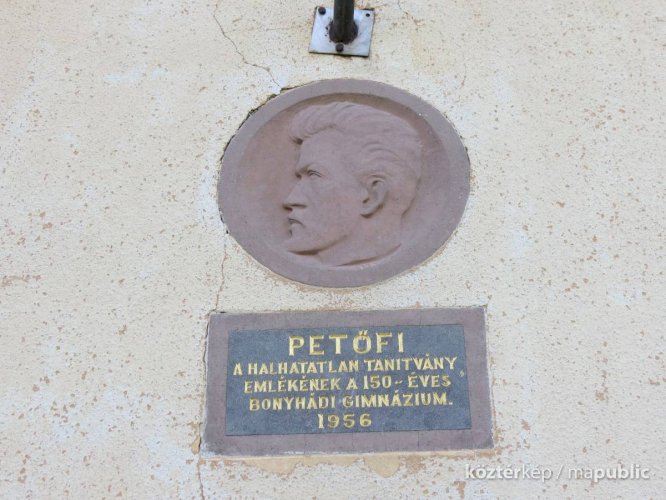 PETŐFI
A HALHATATLAN TANITVÁNY
EMLÉKÉNEK A 150-ÉVES
BONYHÁDI GIMNÁZIUM.
1956
köztérkép / mapublic